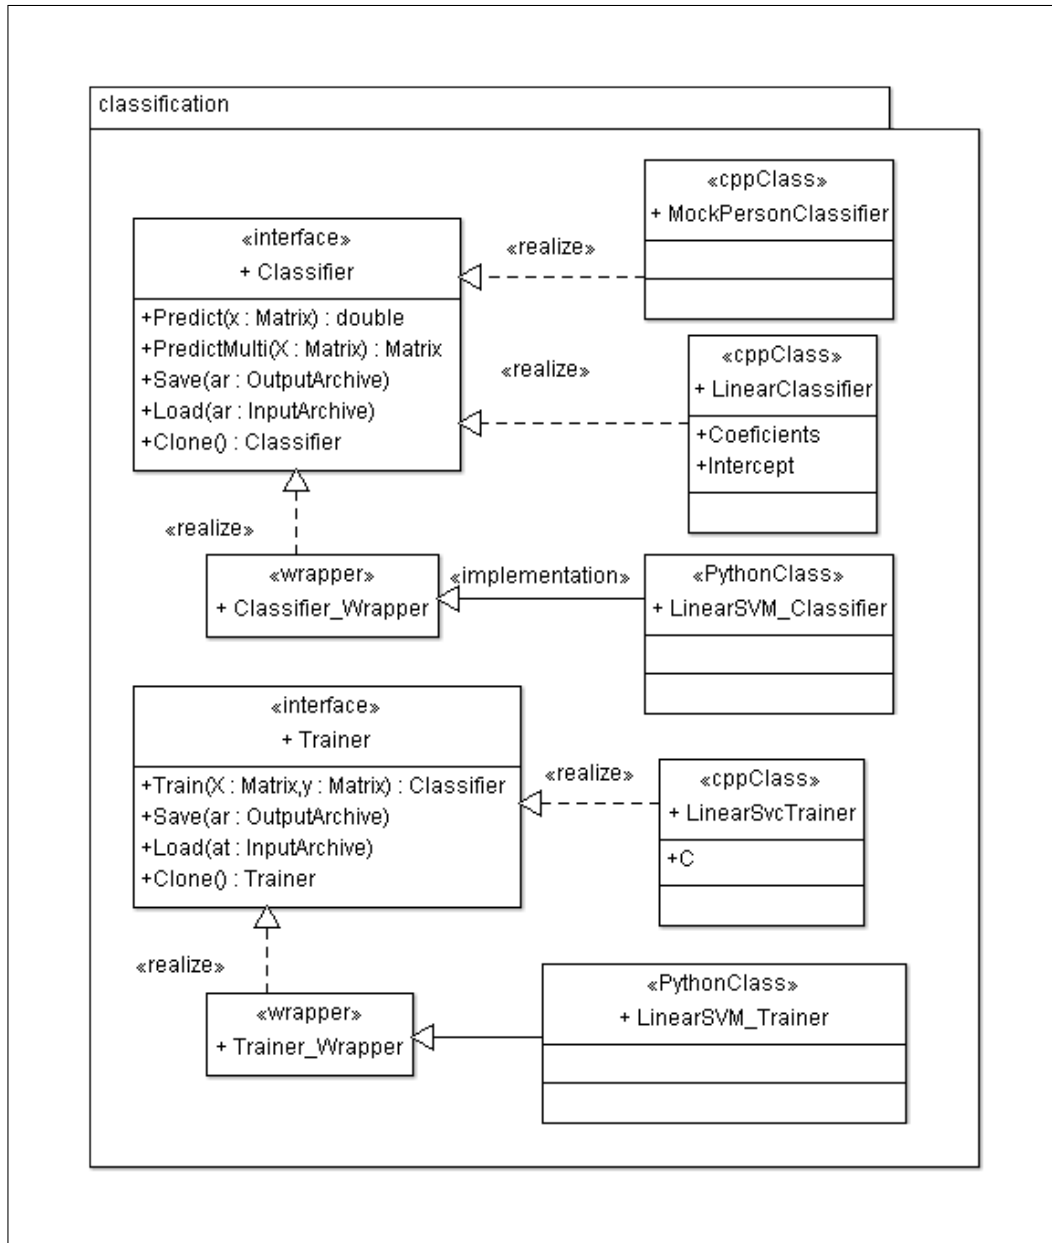 classification
«cppClass»
+ MockPersonClassifier
«interface»
+ Classifier
«realize»
+Predict(x : Matrix) : double
+PredictMulti(X : Matrix) : Matrix
+Save(ar : OutputArchive)
+Load(ar : InputArchive)
+Clone() : Classifier
«realize»
«cppClass»
+ LinearClassifier
+Coeficients
+Intercept
«realize»
«wrapper»
+ Classifier_Wrapper
«implementation»
«PythonClass»
+ LinearSVM_Classifier
«interface»
+ Trainer
+Train(X : Matrix,y : Matrix) : Classifier
+Save(ar : OutputArchive)
+Load(at : InputArchive)
+Clone() : Trainer
«realize»
«cppClass»
+ LinearSvcTrainer
+C
«realize»
«wrapper»
+ Trainer_Wrapper
«PythonClass»
+ LinearSVM_Trainer